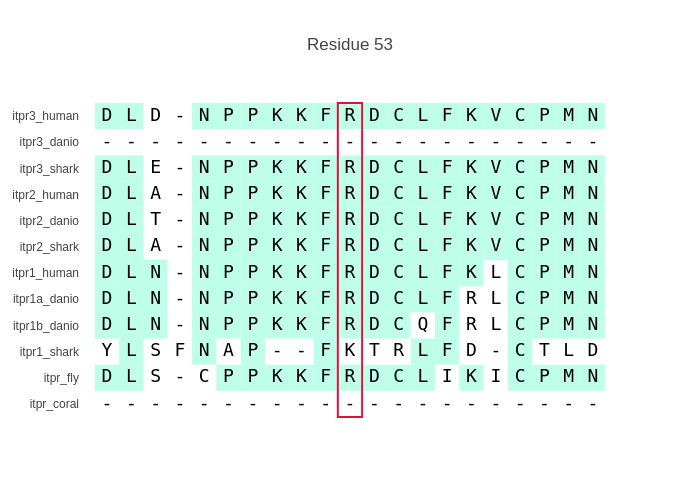 Residue 53
itpr3_human D L D - N P P K K F R D C L F K V C P M N
itpr3_danio - - - - - - - - - - - - - - - - - - - - -
itpr3_shark D L E - N P P K K F R D C L F K V C P M N
itpr2_human D L A - N P P K K F R D C L F K V C P M N
itpr2_danio D L T - N P P K K F R D C L F K V C P M N
itpr2_shark D L A - N P P K K F R D C L F K V C P M N
itpr1_human D L N - N P P K K F R D C L F K L C P M N
itpr1a_danio D L N - N P P K K F R D C L F R L C P M N
itpr1b_danio D L N - N P P K K F R D C Q F R L C P M N
itpr1_shark Y L S F N A P - - F K T R L F D - C T L D
itpr_fly D L S - C P P K K F R D C L I K I C P M N
itpr_coral - - - - - - - - - - - - - - - - - - - - -